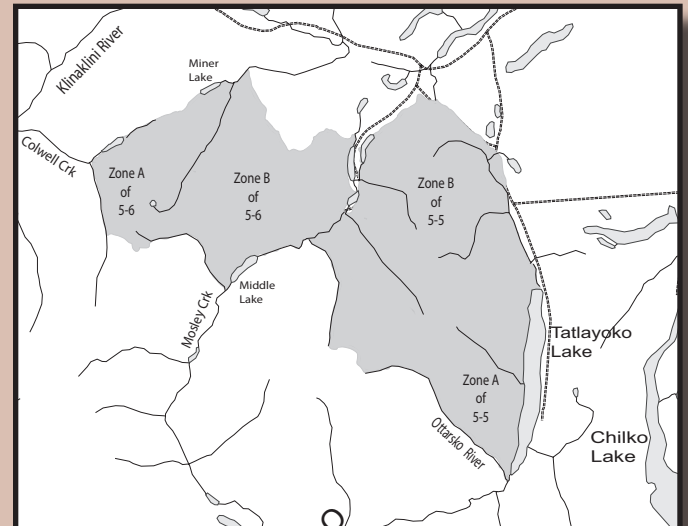 Klinaklini River
Miner
Lake
Colwell Crk
Zone A
of
5-6
Zone B
of
5-6
Zone B
of
5-5
Middle
Lake
Mosley Crk
Tatlayoko
Lake
Zone A
of
5-5
Ottarsko River
Chilko
Lake